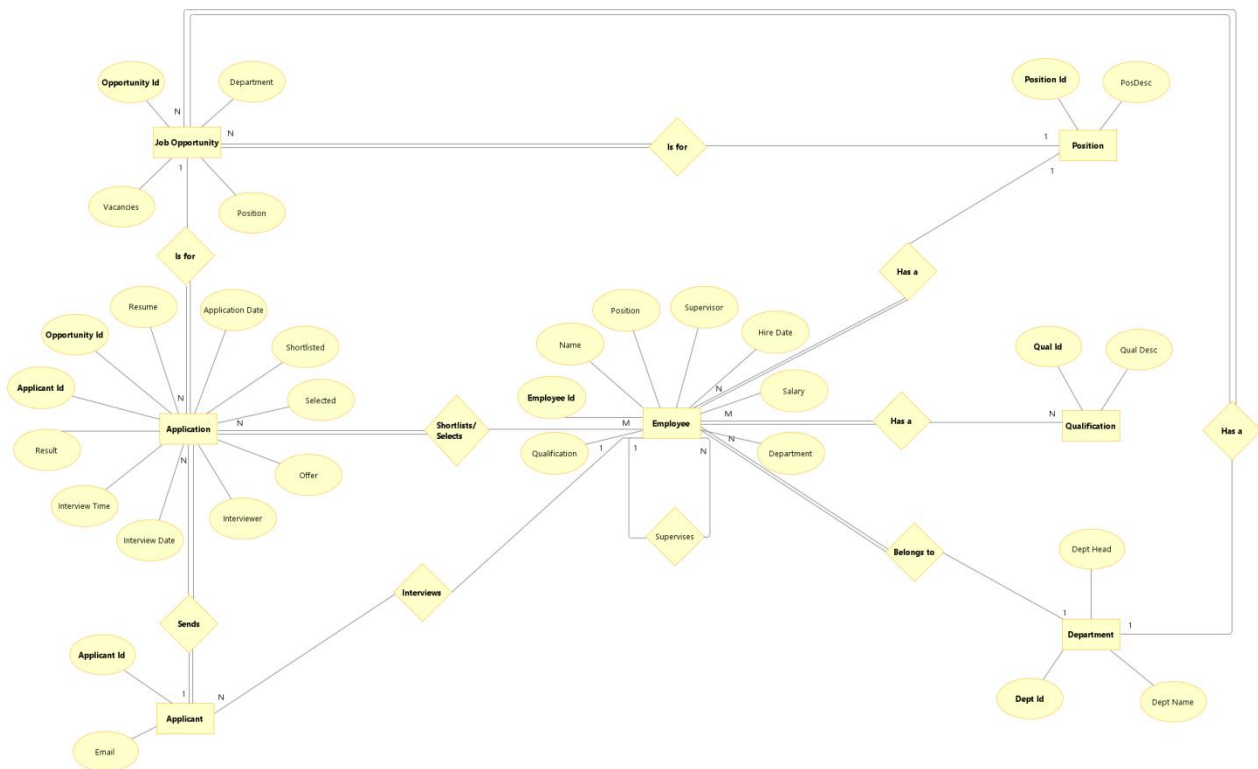 Opportunity Id
Department
Position Id
PosDesc
N
N
Job Opportunity
1
Is for
1
Position
1
Vacancies
Position
Is for
Has a
Resume
Application Date
Position
Supervisor
Opportunity Id
Shortlisted
Name
Hire Date
Qual Id
Qual Desc
Applicant Id
Selected
Employee Id
N
Salary
N
Application
N
Shortlists/
Selects
M
Employee
M
Has a
N
Qualification
Has a
Result
N
Qualification
1
1
N
N
Department
Offer
Interview Time
Interviewer
Interview Date
Supervises
Belongs to
Dept Head
Interviews
Sends
1
1
Department
Applicant Id
1
N
Dept Id
Dept Name
Applicant
Email